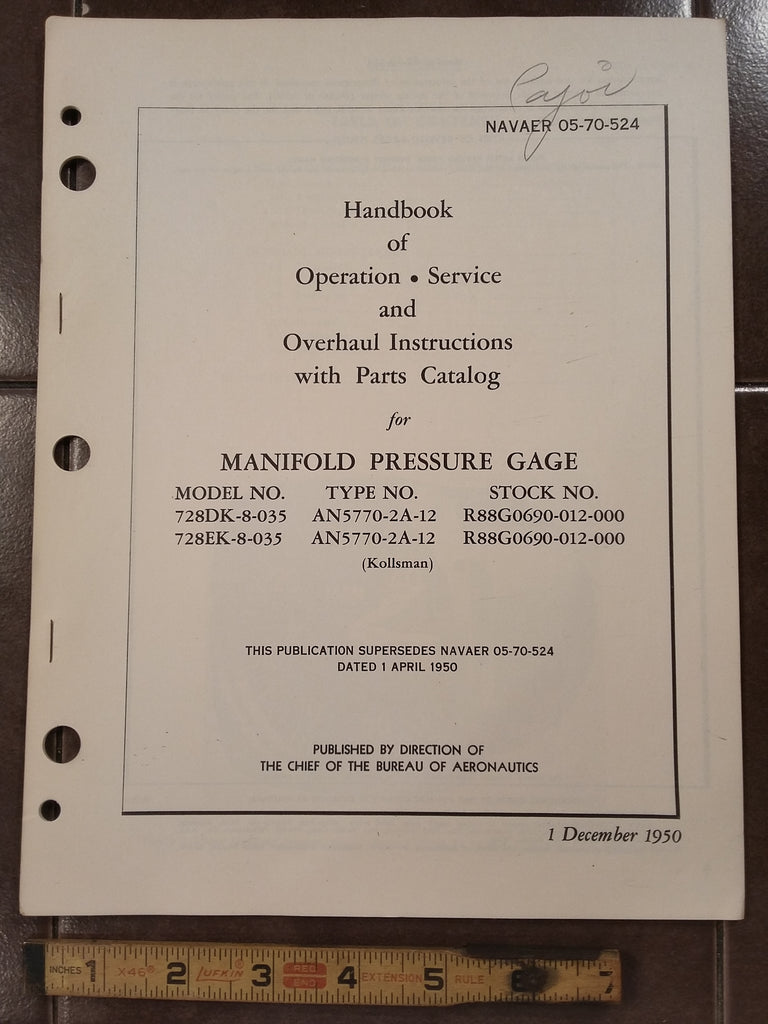 NAVAER 05-70-524
Handbook
of
Operation • Service
and
Overhaul Instructions
with Parts Catalog
for
MANIFOLD PRESSURE GAGE
MODEL NO. TYPE NO. STOCK NO.
728DK-8-035 AN5770-2A-12 R88G0690-012-000
728EK-8-035 AN5770-2A-12 R88G0690-012-000
(Kollsman)
THIS PUBLICATION SUPERSEDES NAVAER 05-70-524
DATED 1 APRIL 1950
PUBLISHED BY DIRECTION OF
THE CHIEF OF THE BUREAU OF AERONAUTICS
1 December 1950
INCHES 1 X46® 2 LUFKIN® 3 RED END 4 EXTENSION 5 RULE 6